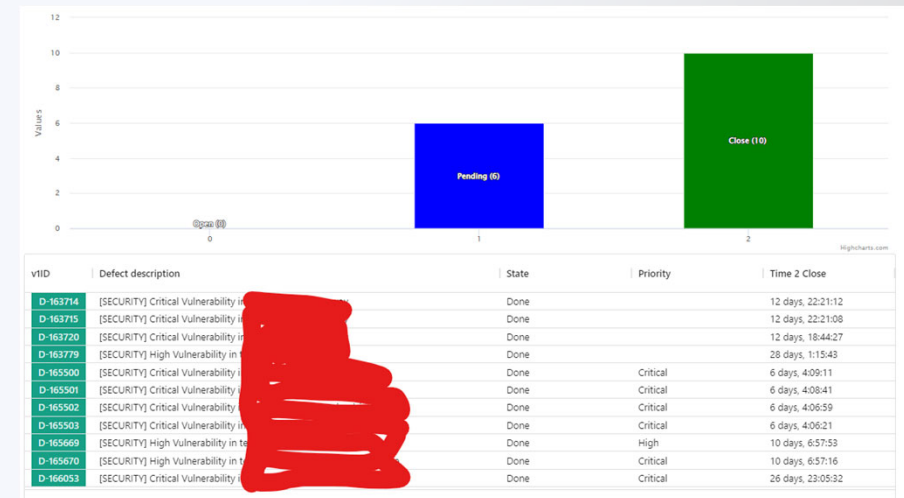 12
10
8
6
4
2
0
Values
Open (0)
Pending (6)
Close (10)
0 1 2
Highcharts.com
v1ID Defect description State Priority Time 2 Close
D-163714 [SECURITY] Critical Vulnerability in Done 12 days, 22:21:12
D-163715 [SECURITY] Critical Vulnerability i Done 12 days, 22:21:08
D-163720 [SECURITY] Critical Vulnerability in Done 12 days, 18:44:27
D-163779 [SECURITY] High Vulnerability in t Done 28 days, 1:15:43
D-165500 [SECURITY] Critical Vulnerability i Done Critical 6 days, 4:09:11
D-165501 [SECURITY] Critical Vulnerability i Done Critical 6 days, 4:08:41
D-165502 [SECURITY] Critical Vulnerability Done Critical 6 days, 4:06:59
D-165503 [SECURITY] Critical Vulnerability i Done Critical 6 days, 4:06:21
D-165669 [SECURITY] High Vulnerability in te Done High 10 days, 6:57:53
D-165670 [SECURITY] High Vulnerability in t Done Critical 10 days, 6:57:16
D-166053 [SECURITY] Critical Vulnerability i Done Critical 26 days, 23:05:32